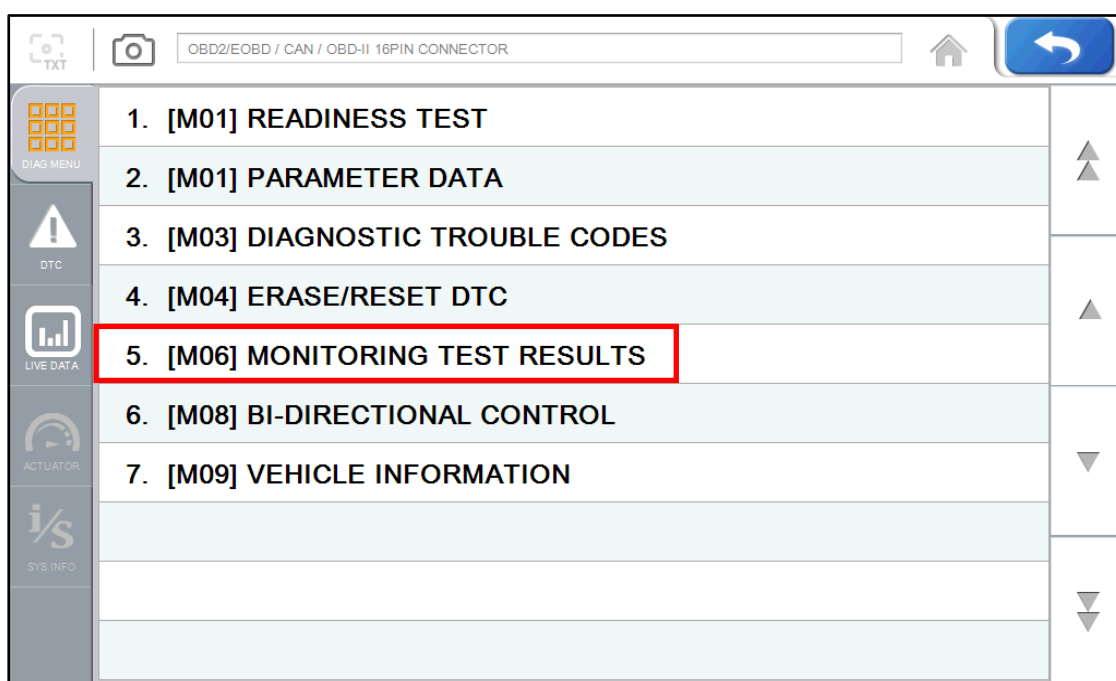 TXT
OBD2/EOBD / CAN / OBD-II 16PIN CONNECTOR
DIAG MENU
DTC
LIVE DATA
ACTUATOR
i/s
SYS.INFO
1. [M01] READINESS TEST
2. [M01] PARAMETER DATA
3. [M03] DIAGNOSTIC TROUBLE CODES
4. [M04] ERASE/RESET DTC
5. [M06] MONITORING TEST RESULTS
6. [M08] BI-DIRECTIONAL CONTROL
7. [M09] VEHICLE INFORMATION